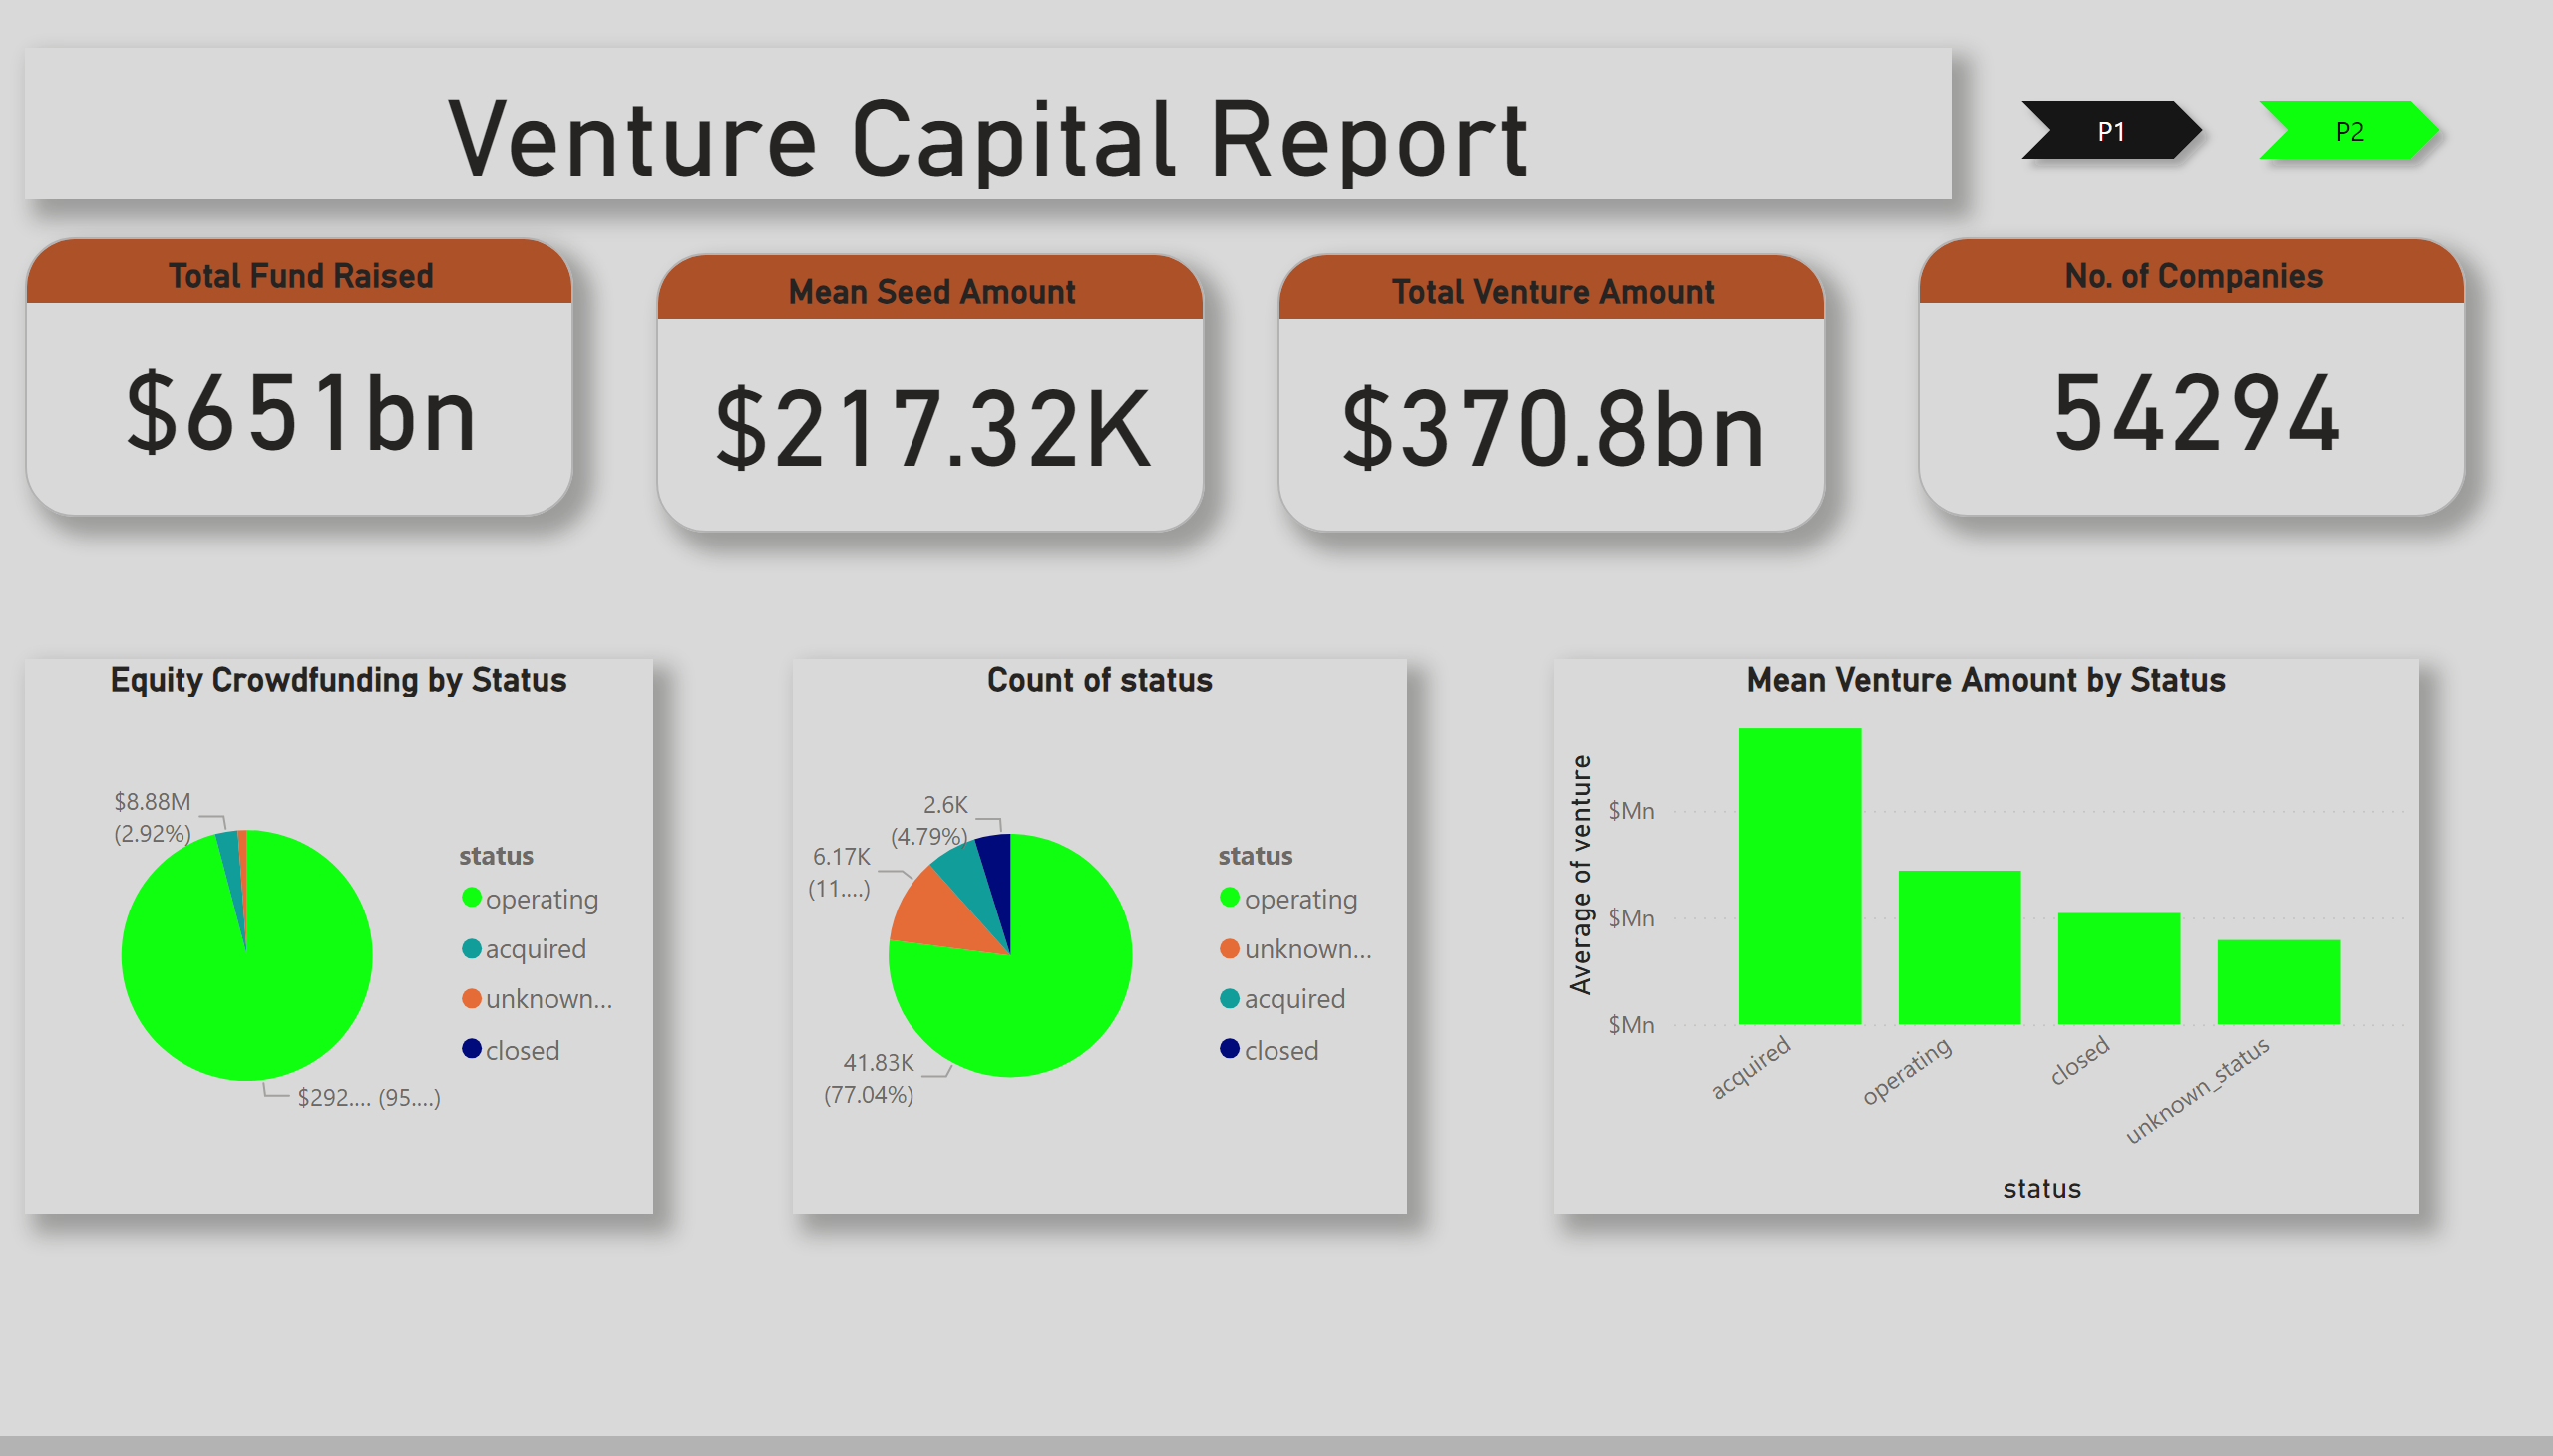 Venture Capital Report
P1
P2
Total Fund Raised
$651bn
Mean Seed Amount
$217.32K
Total Venture Amount
$370.8bn
No. of Companies
54294
Equity Crowdfunding by Status
$8.88M
(2.92%)
$292.... (95....)
status
operating
acquired
unknown...
closed
Count of status
2.6K
(4.79%)
6.17K
(11....)
41.83K
(77.04%)
status
operating
unknown...
acquired
closed
Mean Venture Amount by Status
Average of venture
$Mn
$Mn
$Mn
acquired
operating
closed
unknown_status
status